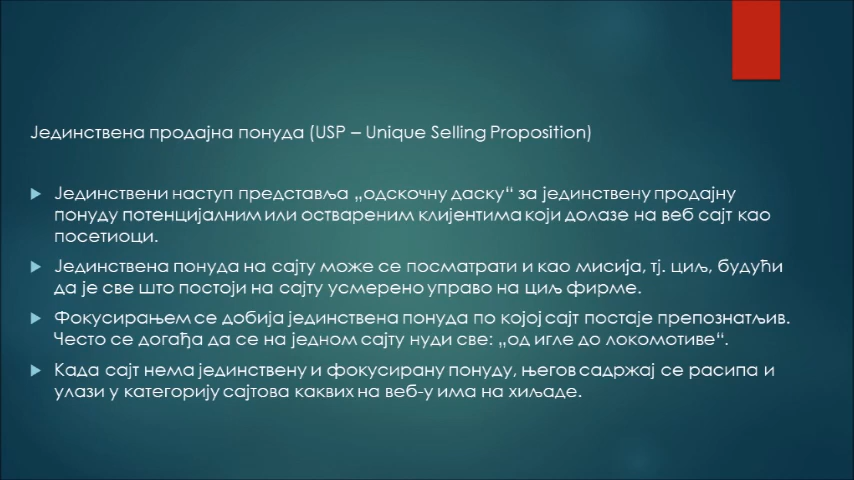 Јединствена продајна понуда (USP – Unique Selling Proposition)
Јединствени наступ представља „одскочну даску“ за јединствену продајну
понуду потенцијалним или оствареним клијентима који долазе на веб сајт као
посетиоци.
Јединствена понуда на сајту може се посматрати и као мисија, тј. циљ, будући
да је све што постоји на сајту усмерено управо на циљ фирме.
Фокусирањем се добија јединствена понуда по којој сајт постаје препознатљив.
Често се догађа да се на једном сајту нуди све: „од игле до локомотиве“.
Када сајт нема јединствену и фокусирану понуду, његов садржај се расипа и
улази у категорију сајтова каквих на веб-у има на хиљаде.